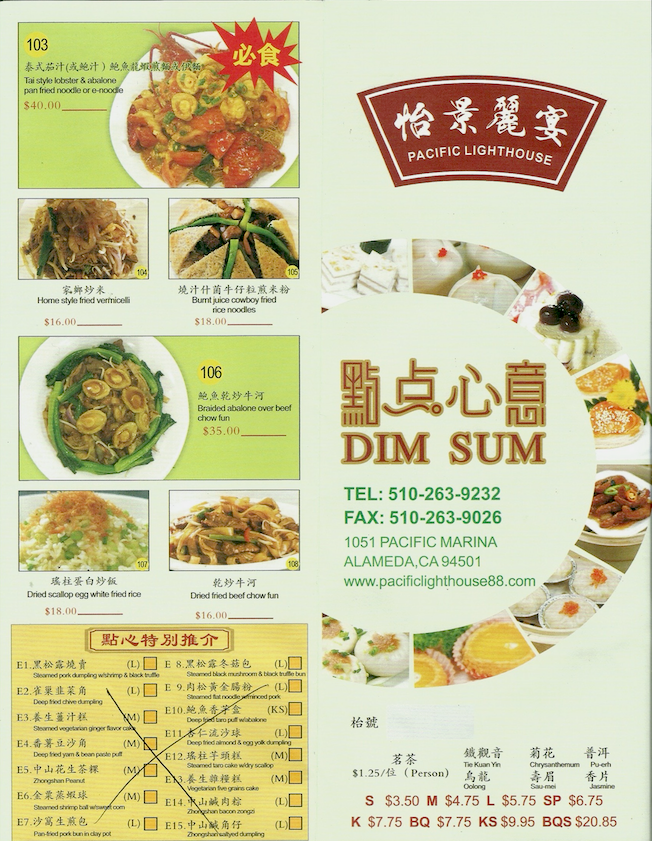 103
必食
泰式茄汁(或鮑汁)鮑魚龍蝦煎麵或伊麵
Tai style lobster & abalone
pan fried noodle or e-noodle
$40.00
104
家鄉炒米
Home style fried vermicelli
$16.00
105
燒汁什菌牛仔粒煎米粉
Burnt juice cowboy fried
rice noodles
$18.00
106
鮑魚乾炒牛河
Braided abalone over beef
chow fun
$35.00
107
瑤柱蛋白炒飯
Dried scallop egg white fried rice
$18.00
108
乾炒牛河
Dried fried beef chow fun
$16.00
點心特別推介
E1.黑松露燒賣 (L)
Steamed pork dumpling w/shrimp & black truffle
E2.雀巢韭菜角 (L)
Deep fried chive dumpling
E3.養生薑汁糕 (M)
Steamed vegetarian ginger flavor cake
E4.番薯豆沙角 (M)
Deep fried yam & bean paste puff
E5.中山花生茶粿 (M)
Zhongshan Peanut
E6.金粟蒸蝦球 (M)
Steamed shrimp ball w/sweet corn
E7.沙窩生煎包 (L)
Pan-fried pork bun in clay pot
E 8.黑松露冬菇包 (L)
Steamed black mushroom & black truffle bun
E 9.肉松黃金腸粉 (L)
Steamed flat noodle w/minced pork
E10.鮑魚香芋盒 (KS)
Deep fried taro puff w/abalone
E11.杏仁流沙球 (L)
Deep fried almond & egg yolk dumpling
E12.瑤柱芋頭糕 (M)
Steamed taro cake w/dry scallop
E13.養生雜糧糕 (M)
Vegetarian five grains cake
E14.中山鹹肉粽 (L)
Zhongshan bacon zongzi
E15.中山鹹角仔 (L)
Zhongshan saltyed dumpling
怡景麗宴
PACIFIC LIGHTHOUSE
點点心意
DIM SUM
TEL: 510-263-9232
FAX: 510-263-9026
1051 PACIFIC MARINA
ALAMEDA,CA 94501
www.pacificlighthouse88.com
枱號
茗茶
$1.25/位 (Person)
鐵觀音 菊花 普洱
Tie Kuan Yin Chrysanthemum Pu-erh
烏龍 壽眉 香片
Oolong Sau-mei Jasmine
S $3.50 M $4.75 L $5.75 SP $6.75
K $7.75 BQ $7.75 KS $9.95 BQS $20.85